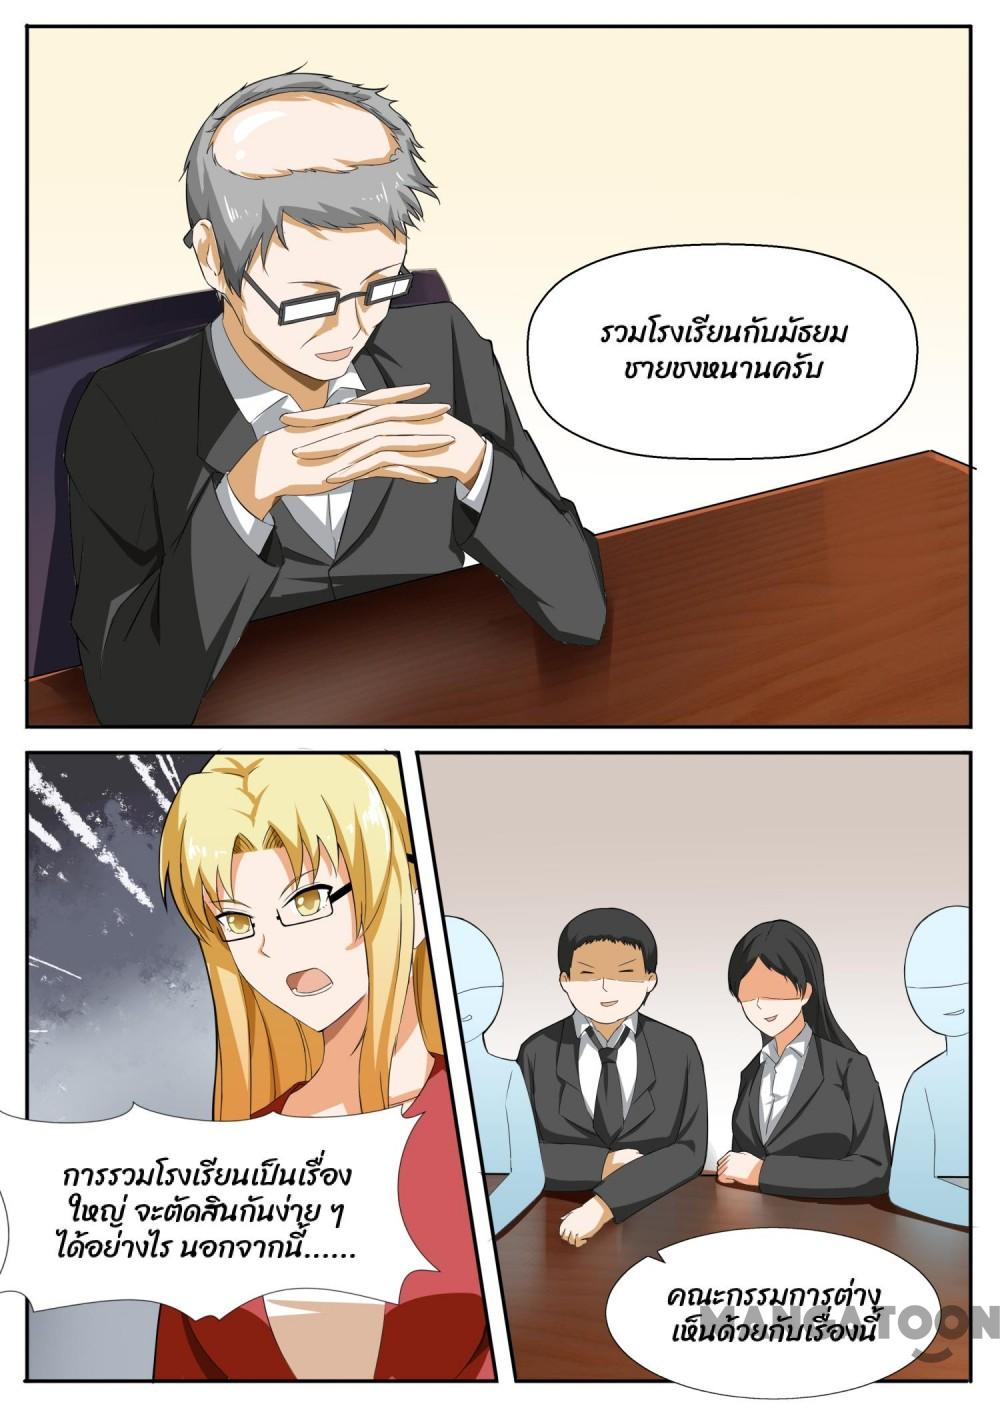 รวมโรงเรียนกับมัธยม
ชายชงหนานครับ
การรวมโรงเรียนเป็นเรื่อง
ใหญ่ จะตัดสินกันง่าย ๆ
ได้อย่างไร นอกจากนี้......
คณะกรรมการต่าง
เห็นด้วยกับเรื่องนี้
MANGATOON